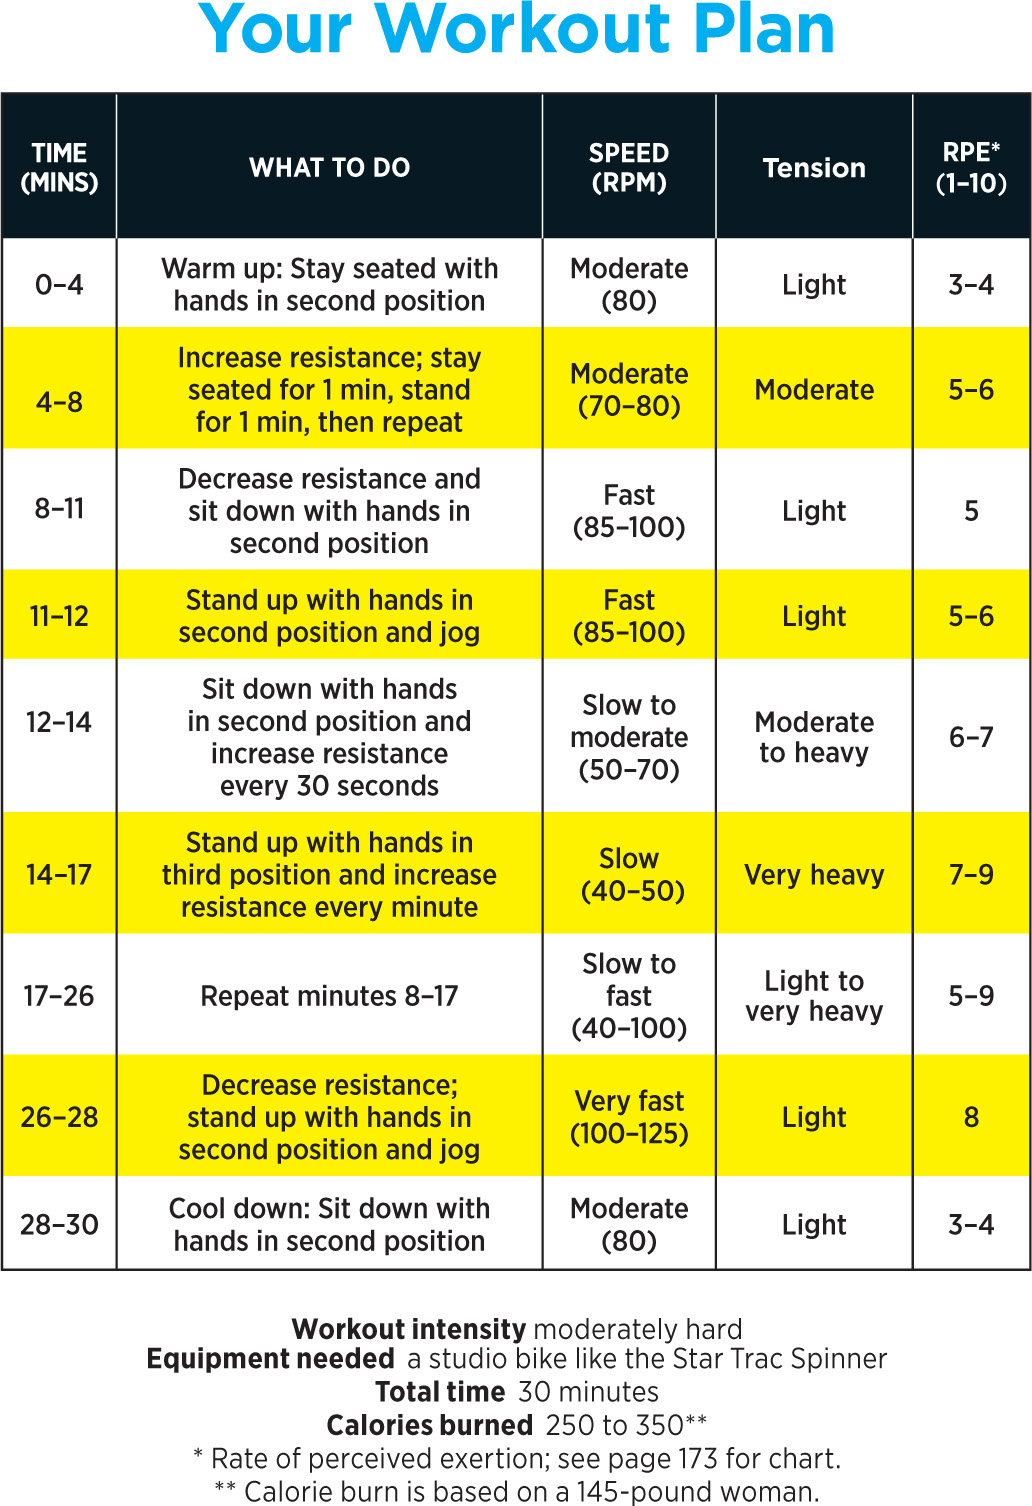 Your Workout Plan
TIME
(MINS)
WHAT TO DO
SPEED
(RPM)
Tension
RPE*
(1–10)
0–4
Warm up: Stay seated with
hands in second position
Moderate
(80)
Light
3–4
4–8
Increase resistance; stay
seated for 1 min, stand
for 1 min, then repeat
Moderate
(70–80)
Moderate
5–6
8–11
Decrease resistance and
sit down with hands in
second position
Fast
(85–100)
Light
5
11–12
Stand up with hands in
second position and jog
Fast
(85–100)
Light
5–6
12–14
Sit down with hands
in second position and
increase resistance
every 30 seconds
Slow to
moderate
(50–70)
Moderate
to heavy
6–7
14–17
Stand up with hands in
third position and increase
resistance every minute
Slow
(40–50)
Very heavy
7–9
17–26
Repeat minutes 8–17
Slow to
fast
(40–100)
Light to
very heavy
5–9
26–28
Decrease resistance;
stand up with hands in
second position and jog
Very fast
(100–125)
Light
8
28–30
Cool down: Sit down with
hands in second position
Moderate
(80)
Light
3–4
Workout intensity moderately hard
Equipment needed a studio bike like the Star Trac Spinner
Total time 30 minutes
Calories burned 250 to 350**
* Rate of perceived exertion; see page 173 for chart.
** Calorie burn is based on a 145-pound woman.